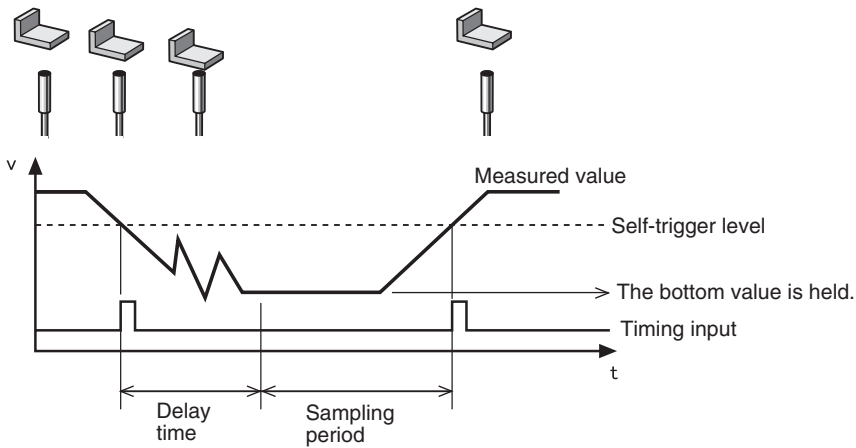 v
Measured value
Self-trigger level
The bottom value is held.
Timing input
t
Delay
time
Sampling
period